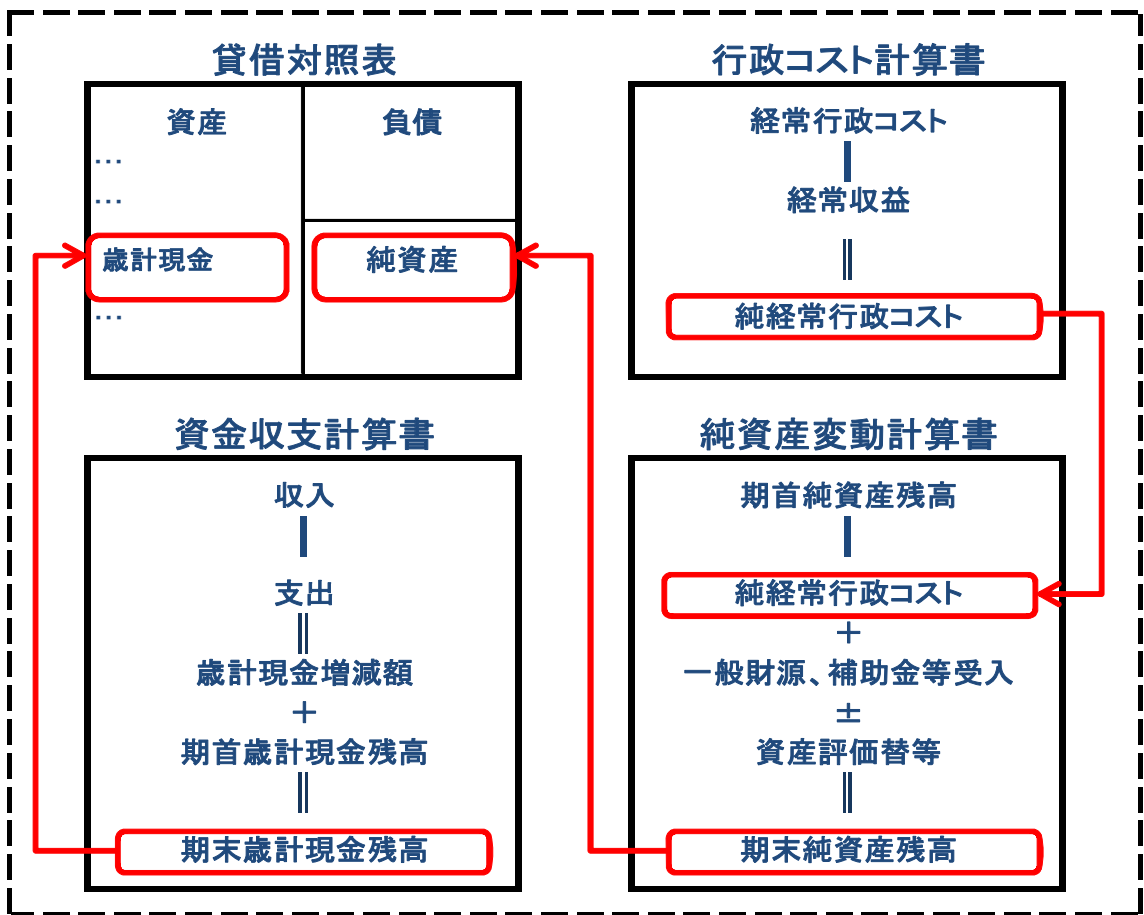 貸借対照表
資産
…
…
歳計現金
…
負債
純資産
行政コスト計算書
経常行政コスト
ー
経常収益
||
純経常行政コスト
資金収支計算書
収入
ー
支出
||
歳計現金増減額
＋
期首歳計現金残高
||
期末歳計現金残高
純資産変動計算書
期首純資産残高
ー
純経常行政コスト
＋
一般財源、補助金等受入
±
資産評価替等
||
期末純資産残高